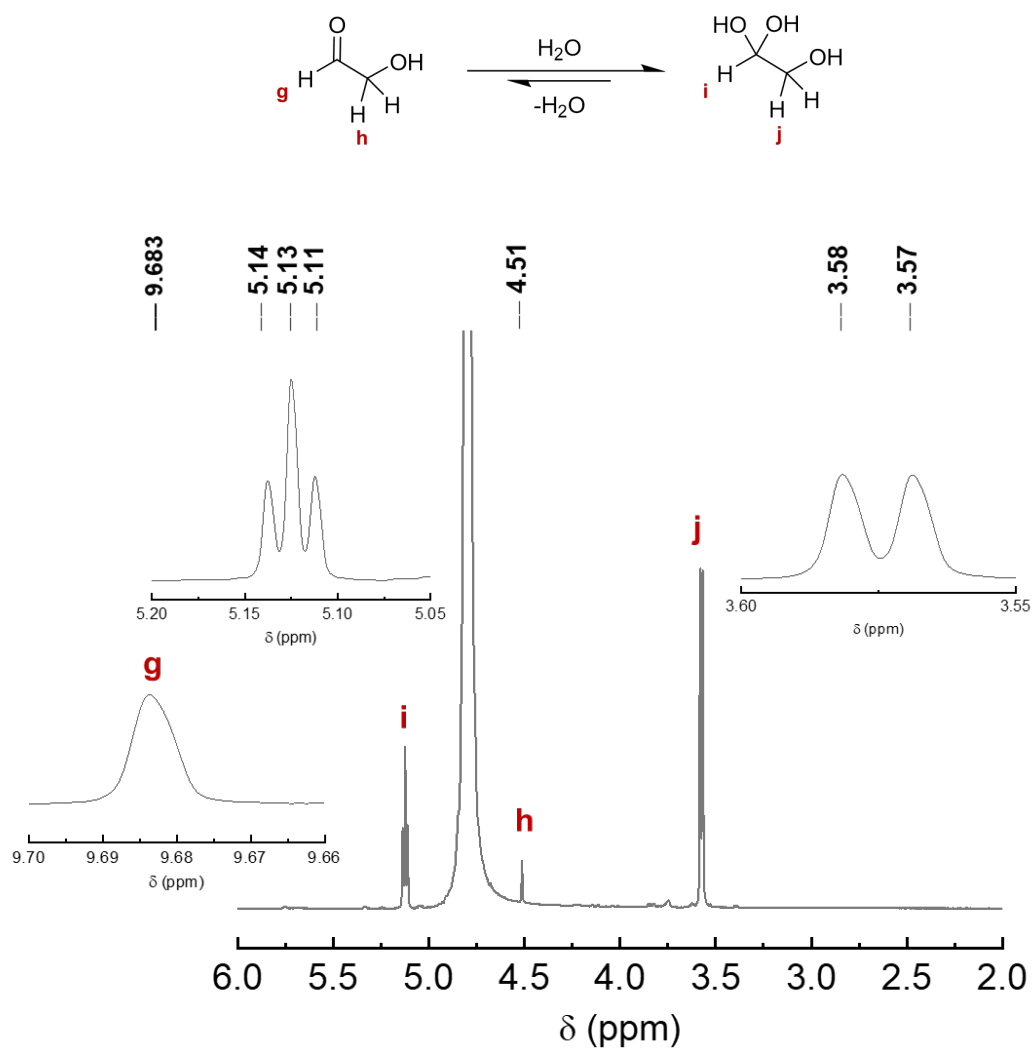 O
H
OH
H
H
g
h
H₂O
-H₂O
HO
OH
OH
H
H
H
i
j
9.683
5.14
5.13
5.11
4.51
3.58
3.57
5.20 5.15 5.10 5.05
δ (ppm)
3.60 3.55
δ (ppm)
g
9.70 9.69 9.68 9.67 9.66
δ (ppm)
i
h
j
6.0 5.5 5.0 4.5 4.0 3.5 3.0 2.5 2.0
δ (ppm)